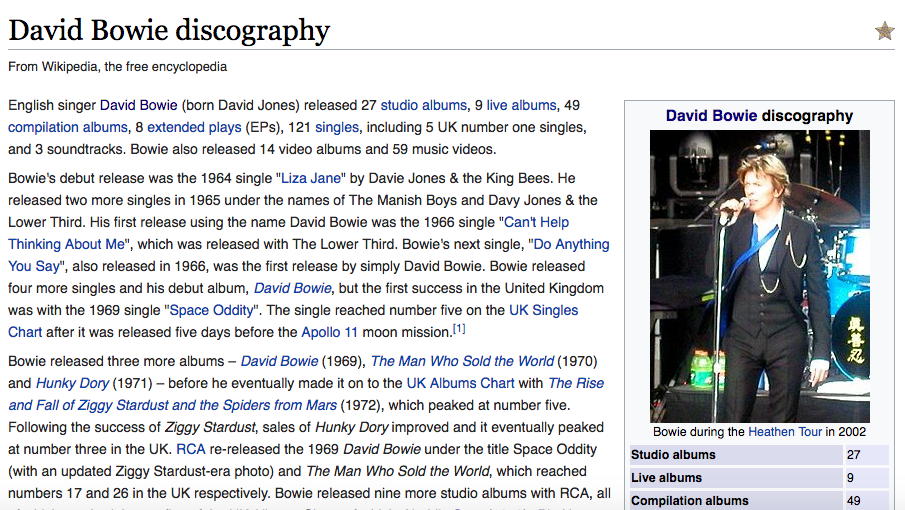 David Bowie discography
From Wikipedia, the free encyclopedia
English singer David Bowie (born David Jones) released 27 studio albums, 9 live albums, 49
compilation albums, 8 extended plays (EPs), 121 singles, including 5 UK number one singles,
and 3 soundtracks. Bowie also released 14 video albums and 59 music videos.
Bowie's debut release was the 1964 single "Liza Jane" by Davie Jones & the King Bees. He
released two more singles in 1965 under the names of The Manish Boys and Davy Jones & the
Lower Third. His first release using the name David Bowie was the 1966 single "Can't Help
Thinking About Me", which was released with The Lower Third. Bowie's next single, "Do Anything
You Say", also released in 1966, was the first release by simply David Bowie. Bowie released
four more singles and his debut album, David Bowie, but the first success in the United Kingdom
was with the 1969 single "Space Oddity". The single reached number five on the UK Singles
Chart after it was released five days before the Apollo 11 moon mission.[1]
Bowie released three more albums – David Bowie (1969), The Man Who Sold the World (1970)
and Hunky Dory (1971) – before he eventually made it on to the UK Albums Chart with The Rise
and Fall of Ziggy Stardust and the Spiders from Mars (1972), which peaked at number five.
Following the success of Ziggy Stardust, sales of Hunky Dory improved and it eventually peaked
at number three in the UK. RCA re-released the 1969 David Bowie under the title Space Oddity
(with an updated Ziggy Stardust-era photo) and The Man Who Sold the World, which reached
numbers 17 and 26 in the UK respectively. Bowie released nine more studio albums with RCA, all
David Bowie discography
真
善
忍
Bowie during the Heathen Tour in 2002
Studio albums 27
Live albums 9
Compilation albums 49